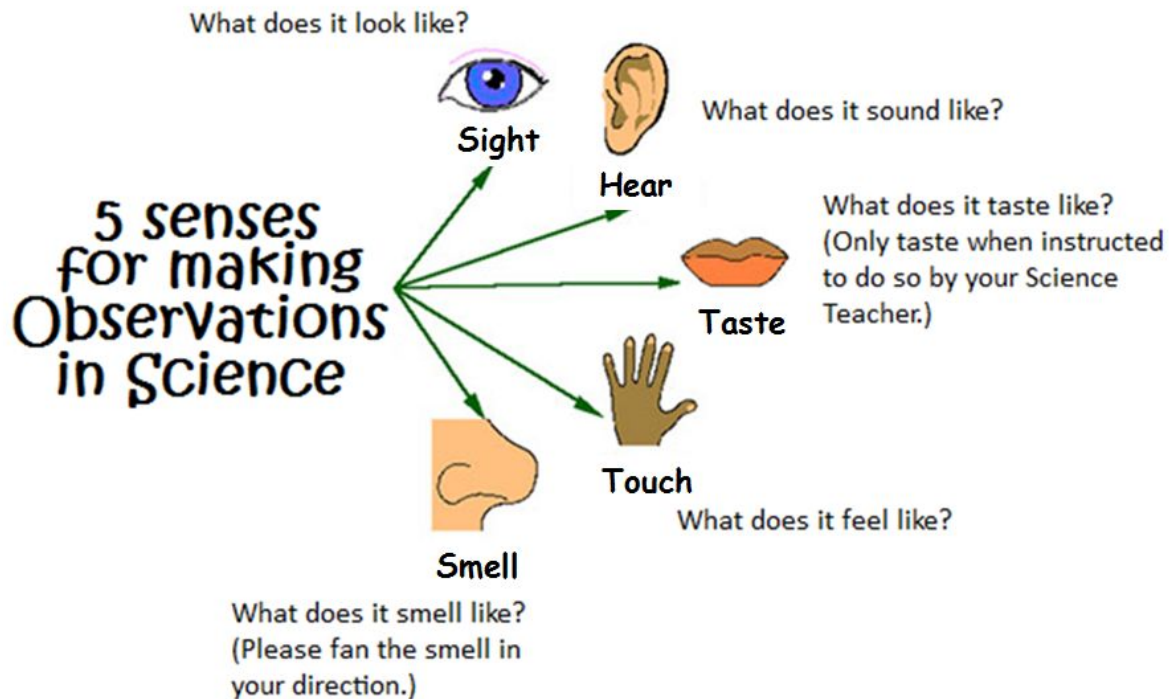 What does it look like?
Sight
Hear
What does it sound like?
5 senses
for making
Observations
in Science
What does it taste like?
(Only taste when instructed
to do so by your Science
Teacher.)
Taste
Touch
What does it feel like?
Smell
What does it smell like?
(Please fan the smell in
your direction.)